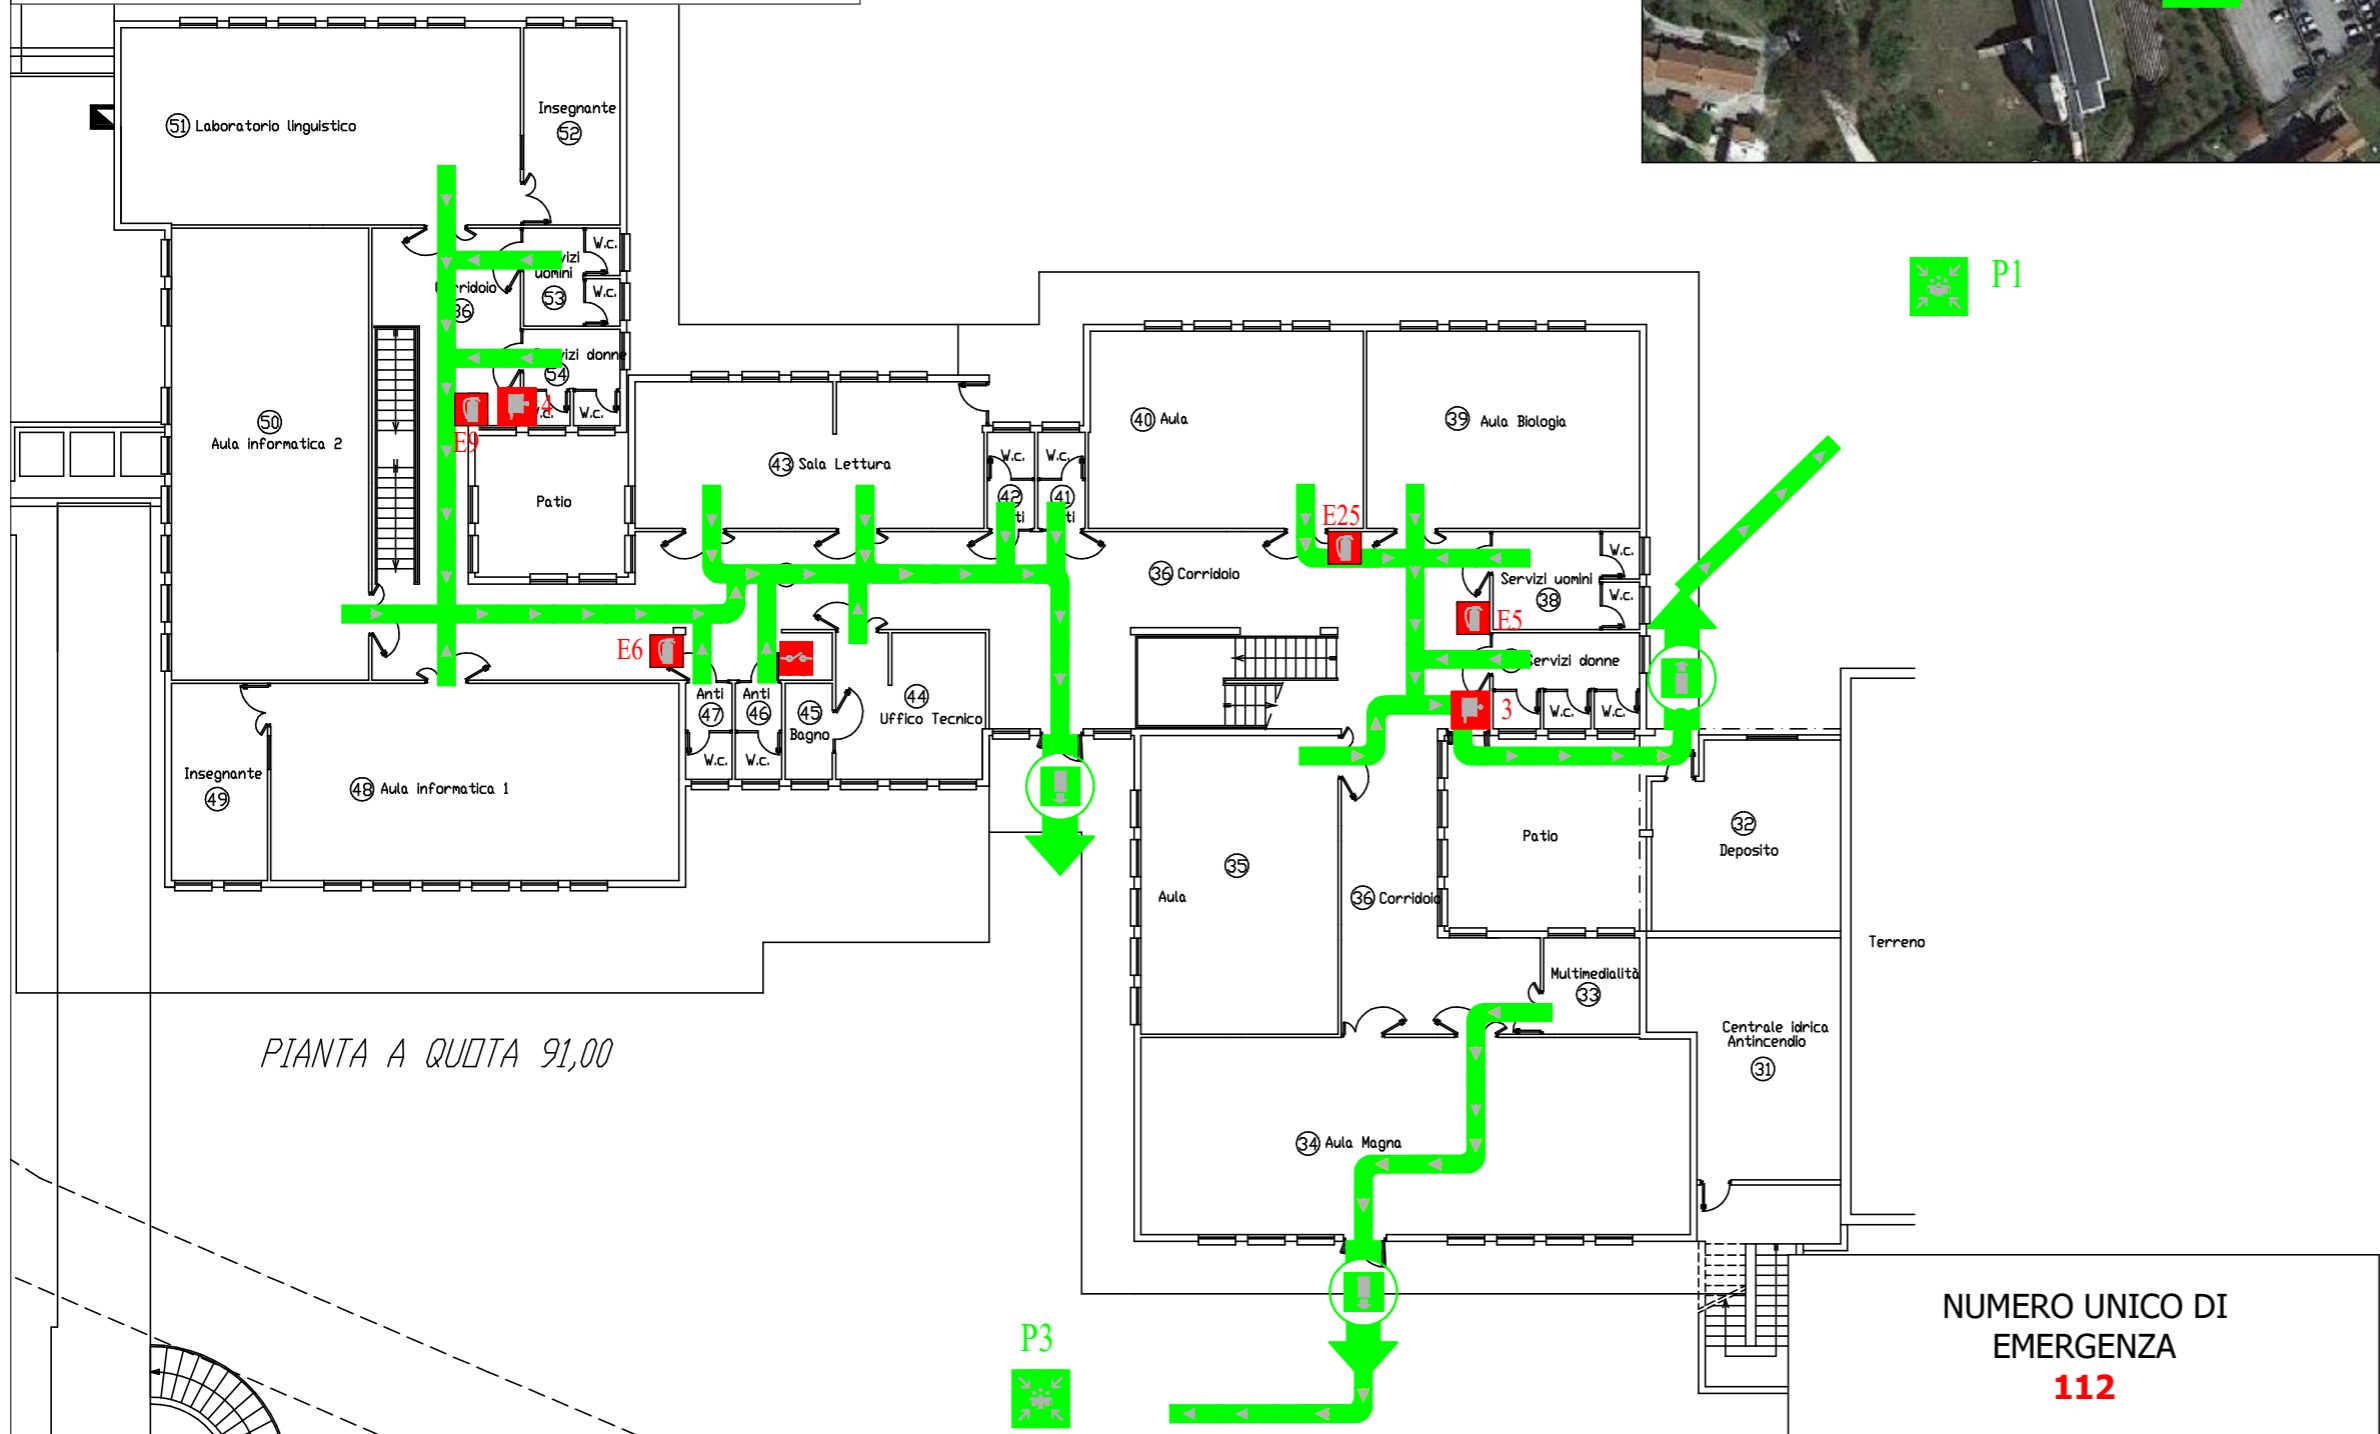 51 Laboratorio linguistico
Insegnante
52
W.c.
uomini
53
W.c.
54
W.c.
4
E9
50
Aula informatica 2
Patio
43 Sala Lettura
W.c.
W.c.
42
41
40 Aula
39 Aula Biologia
P1
E25
36 Corridoio
W.c.
Servizi uomini
38
W.c.
E5
Servizi donne
W.c.
W.c.
3
E6
Anti
47
Anti
46
45
Bagno
44
Uffico Tecnico
W.c.
W.c.
Insegnante
49
48 Aula informatica 1
35
Aula
36 Corridoio
Patio
32
Deposito
Terreno
Multimedialità
33
Centrale idrica
Antincendio
31
34 Aula Magna
PIANTA A QUOTA 91,00
P3
NUMERO UNICO DI
EMERGENZA
112